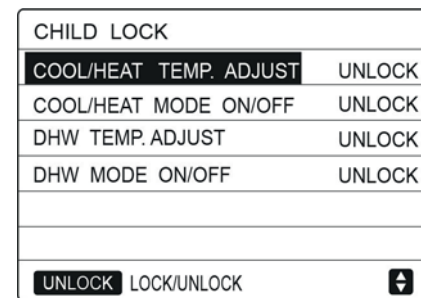 CHILD LOCK
COOL/HEAT TEMP. ADJUST UNLOCK
COOL/HEAT MODE ON/OFF UNLOCK
DHW TEMP. ADJUST UNLOCK
DHW MODE ON/OFF UNLOCK
UNLOCK LOCK/UNLOCK